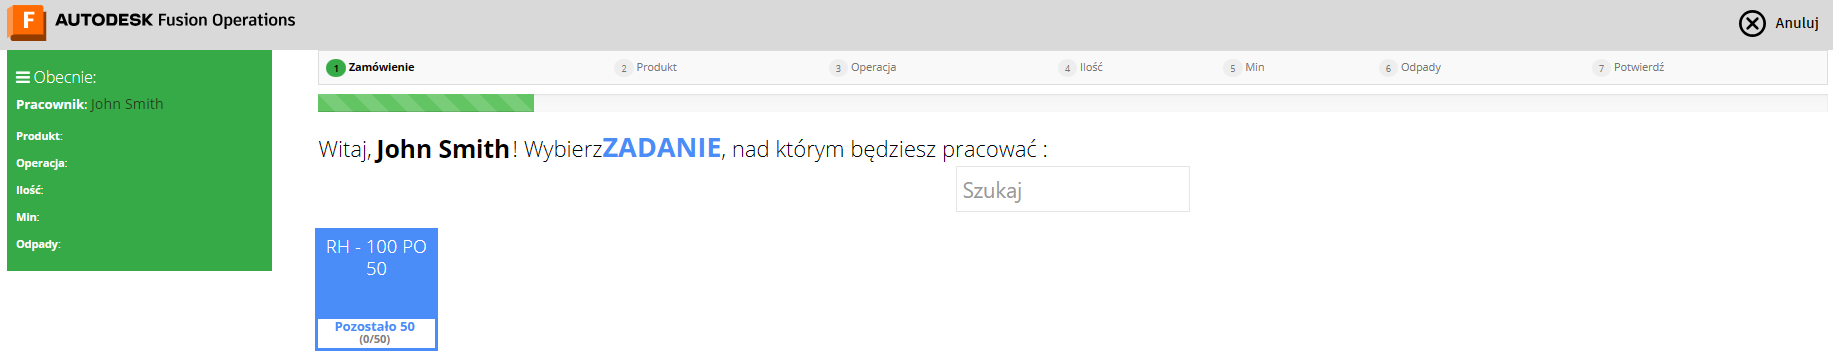 F AUTODESK Fusion Operations
Anuluj
Obecnie:
Pracownik: John Smith
Produkt:
Operacja:
Ilość:
Min:
Odpady:
1 Zamówienie 2 Produkt 3 Operacja 4 Ilość 5 Min 6 Odpady 7 Potwierdź
Witaj, John Smith! WybierzZADANIE, nad którym będziesz pracować :
Szukaj
RH - 100 PO
50
Pozostało 50
(0/50)